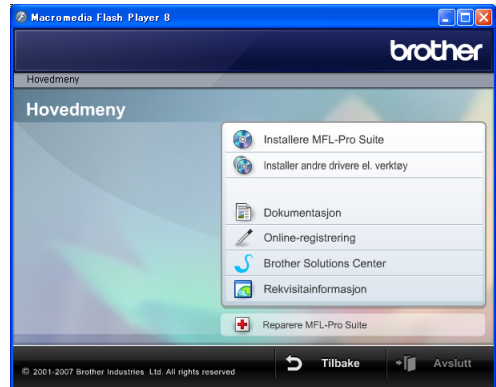 Macromedia Flash Player 8
brother
Hovedmeny
Hovedmeny
Installere MFL-Pro Suite
Installer andre drivere el. verktøy
Dokumentasjon
Online-registrering
Brother Solutions Center
Rekvisitainformasjon
Reparere MFL-Pro Suite
© 2001-2007 Brother Industries Ltd. All rights reserved
Tilbake
Avslutt